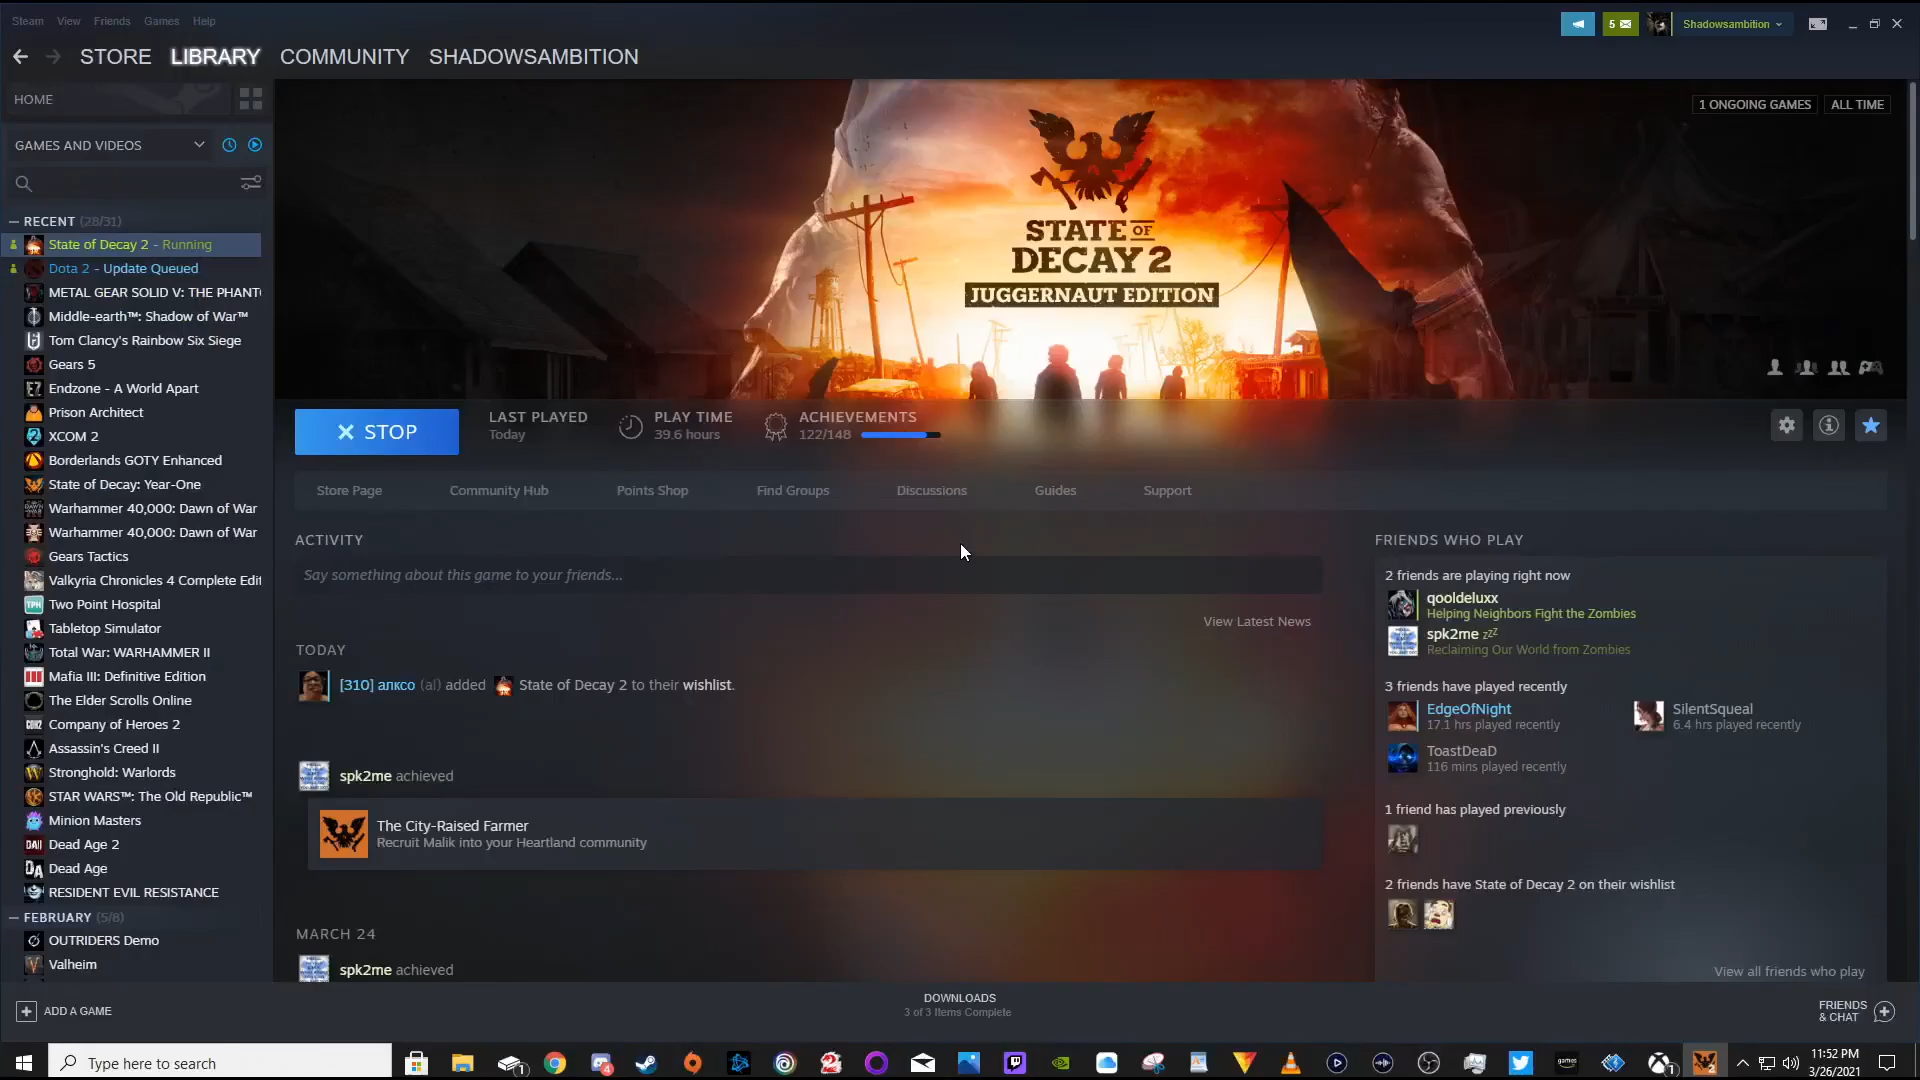 Steam View Friends Games Help
5 Shadowsambition
STORE LIBRARY COMMUNITY SHADOWSAMBITION
HOME
GAMES AND VIDEOS
RECENT (28/31)
State of Decay 2 - Running
Dota 2 - Update Queued
METAL GEAR SOLID V: THE PHANT
Middle-earth™: Shadow of War™
Tom Clancy's Rainbow Six Siege
Gears 5
Endzone - A World Apart
Prison Architect
XCOM 2
Borderlands GOTY Enhanced
State of Decay: Year-One
Warhammer 40,000: Dawn of War
Warhammer 40,000: Dawn of War
Gears Tactics
Valkyria Chronicles 4 Complete Edit
Two Point Hospital
Tabletop Simulator
Total War: WARHAMMER II
Mafia III: Definitive Edition
The Elder Scrolls Online
Company of Heroes 2
Assassin's Creed II
Stronghold: Warlords
STAR WARS™: The Old Republic™
Minion Masters
Dead Age 2
Dead Age
RESIDENT EVIL RESISTANCE
FEBRUARY (5/8)
OUTRIDERS Demo
Valheim
1 ONGOING GAMES ALL TIME
STATE OF
DECAY 2
JUGGERNAUT EDITION
STOP
LAST PLAYED
Today
PLAY TIME
39.6 hours
ACHIEVEMENTS
122/148
Store Page Community Hub Points Shop Find Groups Discussions Guides Support
ACTIVITY
Say something about this game to your friends...
View Latest News
TODAY
[310] алксо (al) added State of Decay 2 to their wishlist.
spk2me achieved
The City-Raised Farmer
Recruit Malik into your Heartland community
MARCH 24
spk2me achieved
FRIENDS WHO PLAY
2 friends are playing right now
qooldeluxx
Helping Neighbors Fight the Zombies
spk2me zzZ
Reclaiming Our World from Zombies
3 friends have played recently
EdgeOfNight
17.1 hrs played recently
SilentSqueal
6.4 hrs played recently
ToastDeaD
116 mins played recently
1 friend has played previously
2 friends have State of Decay 2 on their wishlist
View all friends who play
ADD A GAME
DOWNLOADS
3 of 3 Items Complete
FRIENDS
& CHAT
Type here to search
11:52 PM
3/26/2021